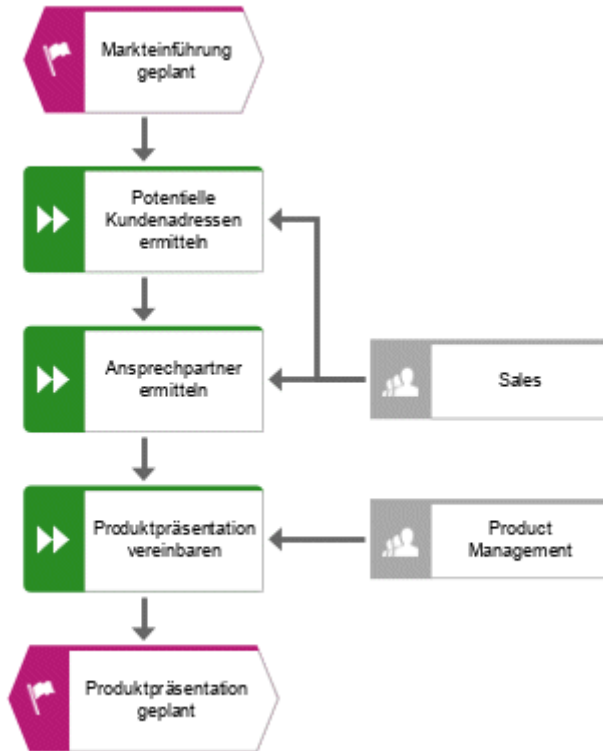 Markteinführung
geplant
Potentielle
Kundenadressen
ermitteln
Ansprechpartner
ermitteln
Sales
Produktpräsentation
vereinbaren
Product
Management
Produktpräsentation
geplant